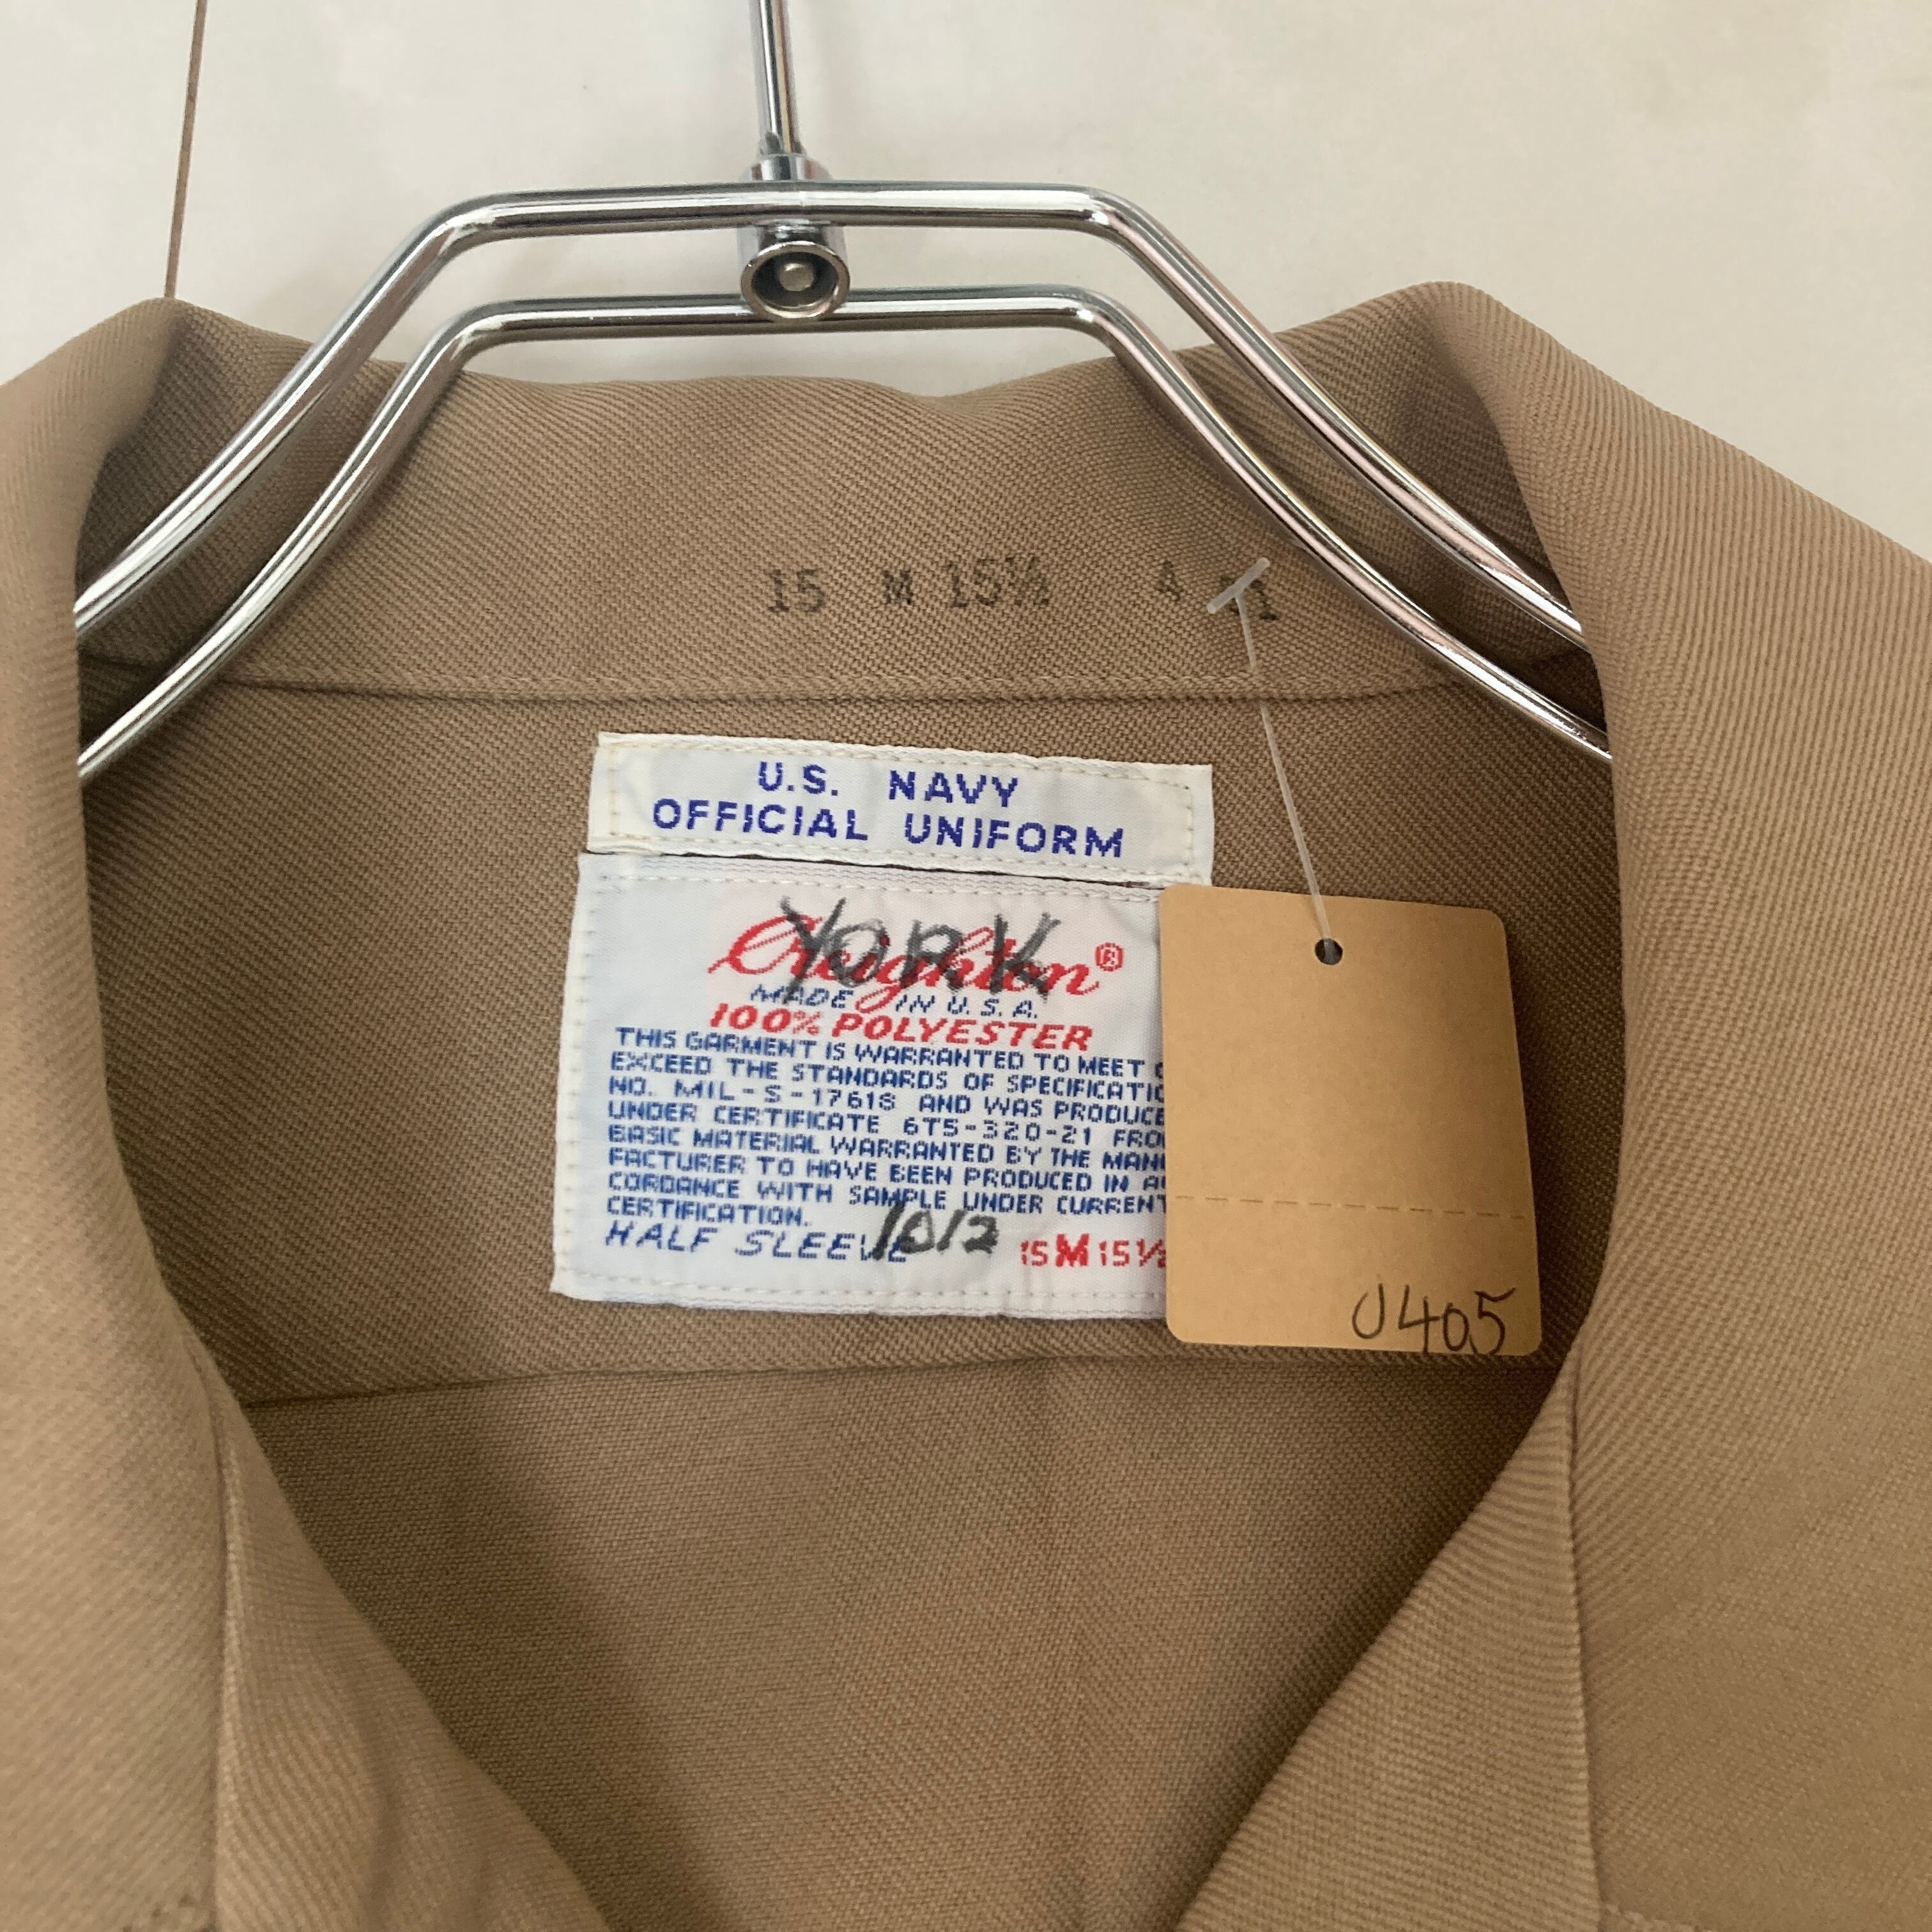 15 M 15½ A
U.S. NAVY
OFFICIAL UNIFORM
Creighton®
YORK
MADE IN U.S.A.
100% POLYESTER
THIS GARMENT IS WARRANTED TO MEET
EXCEED THE STANDARDS OF SPECIFICATIO
NO. MIL-S-17618 AND WAS PRODUCE
UNDER CERTIFICATE 6T5-320-21 FRO
BASIC MATERIAL WARRANTED BY THE MANU
FACTURER TO HAVE BEEN PRODUCED IN A
CORDANCE WITH SAMPLE UNDER CURRENT
CERTIFICATION.
HALF SLEEVE 1012 15 M 15½
J405